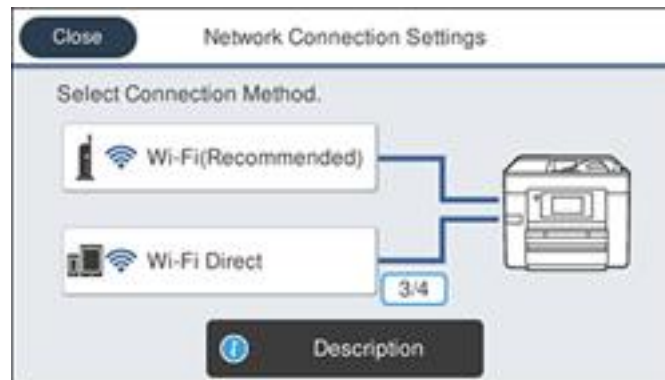 Close
Network Connection Settings
Select Connection Method.
Wi-Fi(Recommended)
Wi-Fi Direct
3/4
Description